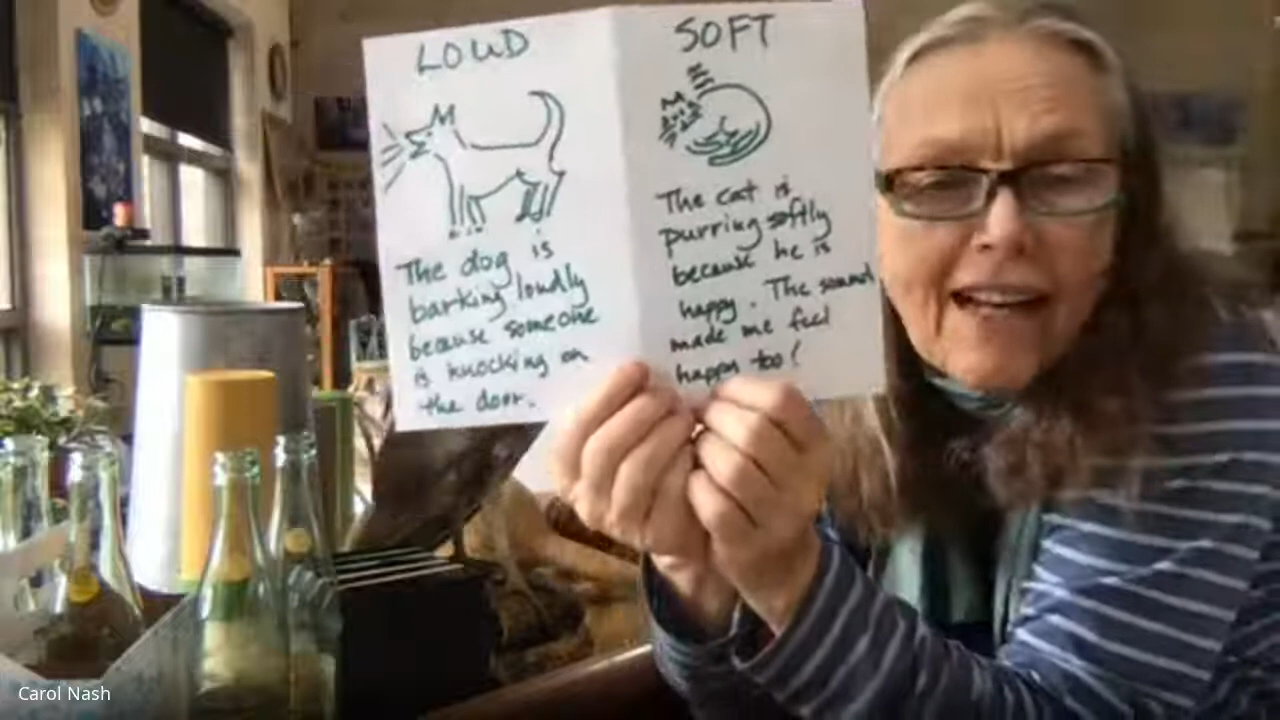 LOUD
The dog is
barking loudly
because someone
is knocking on
the door.
SOFT
The cat is
purring softly
because he is
happy. The sound
made me feel
happy too!
Carol Nash